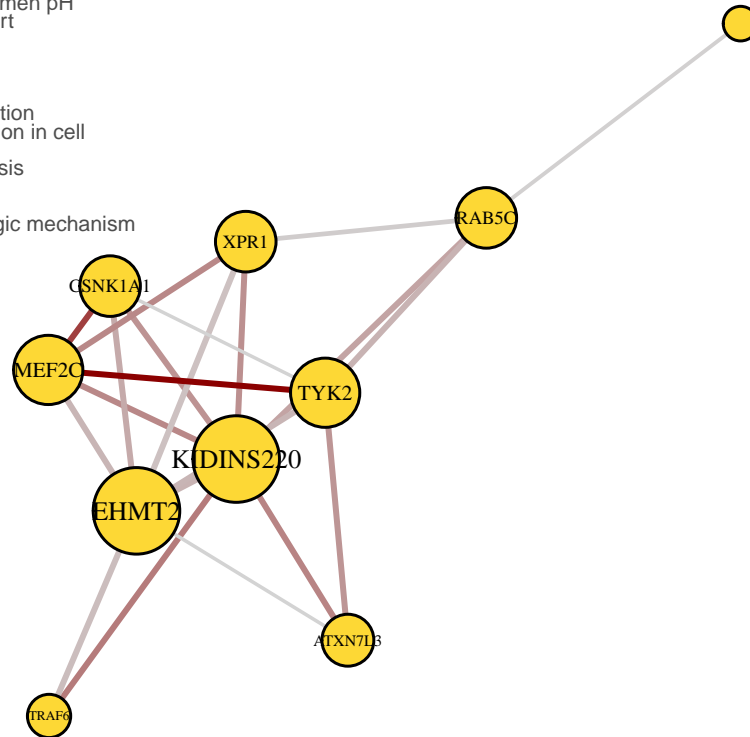 men pH
rt
tion
on in cell
sis
gic mechanism
RAB5C
XPR1
CSNK1A1
MEF2C
TYK2
KIDINS220
EHMT2
ATXN7L3
TRAF6